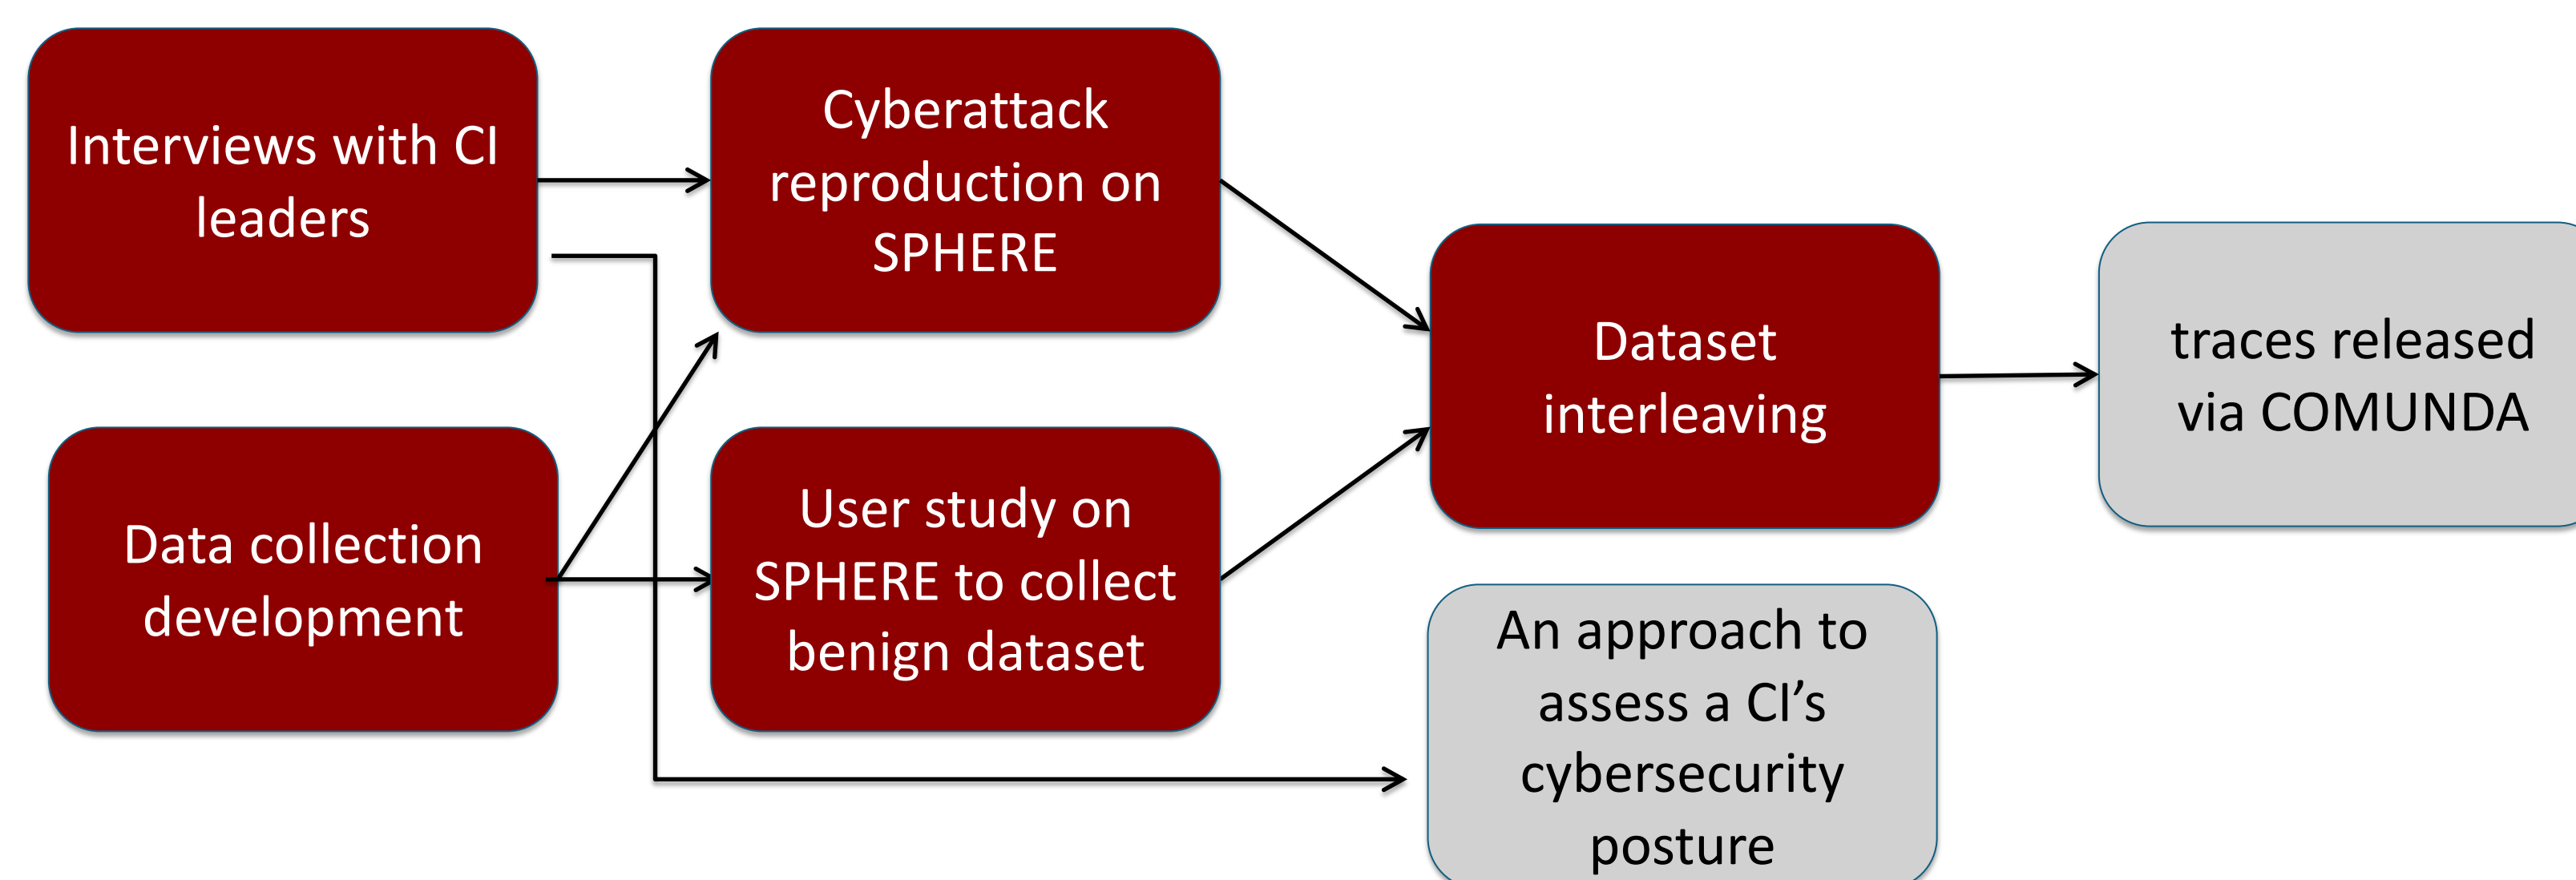 Interviews with CI
leaders
Cyberattack
reproduction on
SPHERE
Data collection
development
User study on
SPHERE to collect
benign dataset
Dataset
interleaving
traces released
via COMUNDA
An approach to
assess a CI’s
cybersecurity
posture